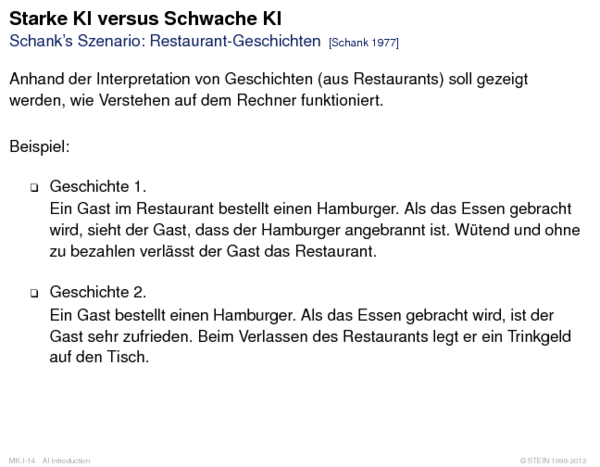 Starke KI versus Schwache KI
Schank's Szenario: Restaurant-Geschichten [Schank 1977]
Anhand der Interpretation von Geschichten (aus Restaurants) soll gezeigt
werden, wie Verstehen auf dem Rechner funktioniert.
Beispiel:
❑ Geschichte 1.
Ein Gast im Restaurant bestellt einen Hamburger. Als das Essen gebracht
wird, sieht der Gast, dass der Hamburger angebrannt ist. Wütend und ohne
zu bezahlen verlässt der Gast das Restaurant.
❑ Geschichte 2.
Ein Gast bestellt einen Hamburger. Als das Essen gebracht wird, ist der
Gast sehr zufrieden. Beim Verlassen des Restaurants legt er ein Trinkgeld
auf den Tisch.
MK:I-14 AI Introduction © STEIN 1998-2013